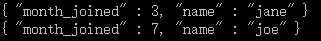 { "month_joined" : 3, "name" : "jane" }
{ "month_joined" : 7, "name" : "joe" }